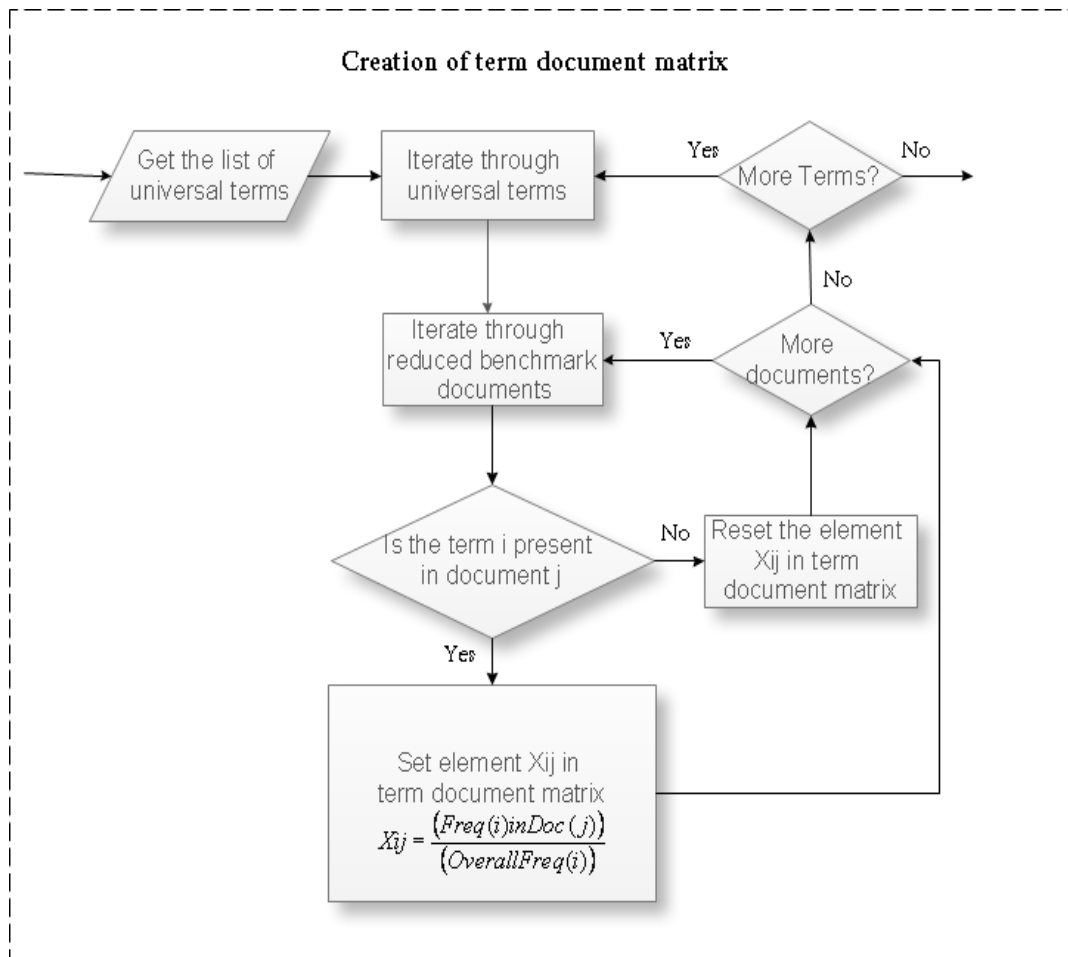 Creation of term document matrix
Get the list of
universal terms
Iterate through
universal terms
Yes
More Terms?
No
No
Iterate through
reduced benchmark
documents
Yes
More
documents?
Is the term i present
in document j
No
Reset the element
Xij in term
document matrix
Yes
Set element Xij in
term document matrix
Xij = (Freq(i)inDoc(j))
(OverallFreq(i))